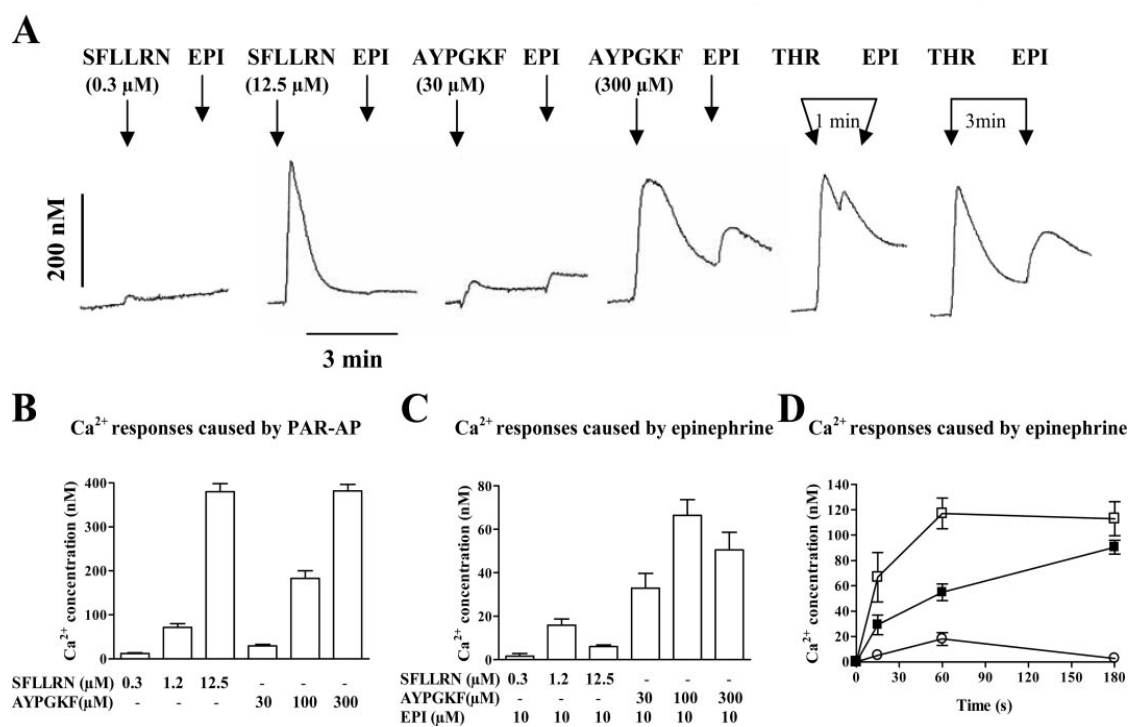 A
SFLLRN EPI SFLLRN EPI AYPGKF EPI AYPGKF EPI THR EPI THR EPI
(0.3 µM) (12.5 µM) (30 µM) (300 µM)
1 min 3min
200 nM
3 min
B
Ca²⁺ responses caused by PAR-AP
Ca²⁺ concentration (nM)
400
300
200
100
0
SFLLRN (µM) 0.3 1.2 12.5 - - -
AYPGKF(µM) - - - 30 100 300
C
Ca²⁺ responses caused by epinephrine
Ca²⁺ concentration (nM)
80
60
40
20
0
SFLLRN (µM) 0.3 1.2 12.5 - - -
AYPGKF (µM) - - - 30 100 300
EPI (µM) 10 10 10 10 10 10
D
Ca²⁺ responses caused by epinephrine
Ca²⁺ concentration (nM)
140
120
100
80
60
40
20
0
0 30 60 90 120 150 180
Time (s)